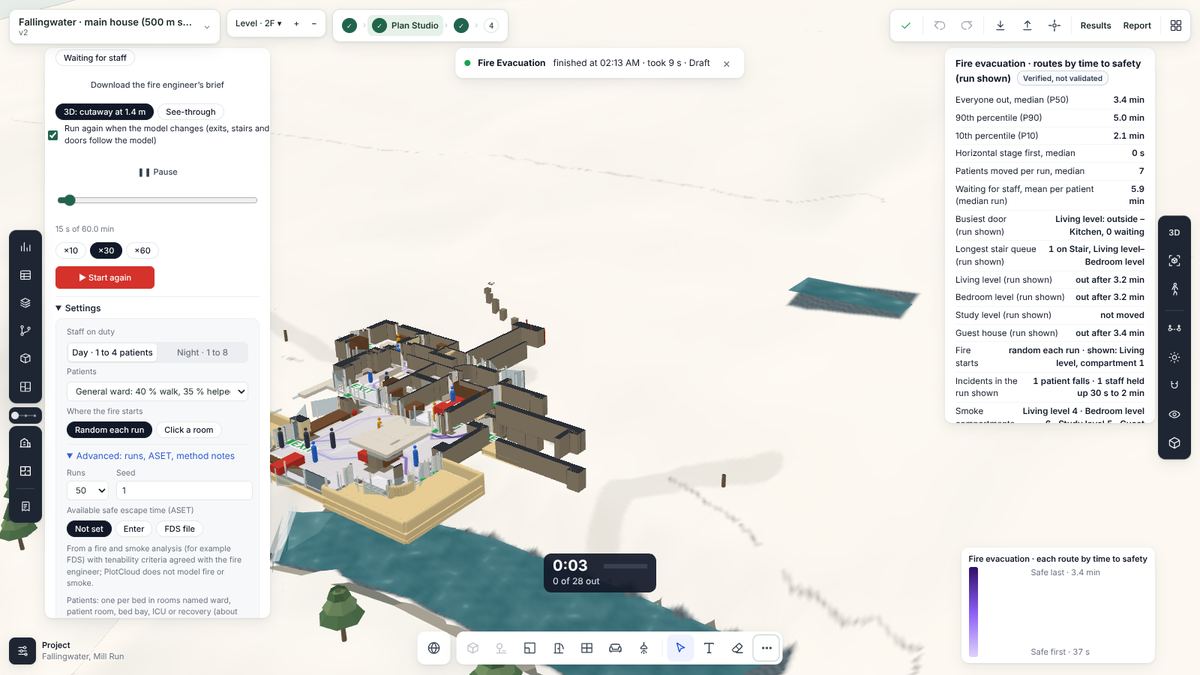 Fallingwater · main house (500 m s...
v2
Level · 2F ▾ + −
Plan Studio
4
Results
Report
Waiting for staff
Download the fire engineer's brief
3D: cutaway at 1.4 m
See-through
Run again when the model changes (exits, stairs and
doors follow the model)
❚❚ Pause
15 s of 60.0 min
×10
×30
×60
▶ Start again
▼ Settings
Staff on duty
Day · 1 to 4 patients
Night · 1 to 8
Patients
General ward: 40 % walk, 35 % helpe
Where the fire starts
Random each run
Click a room
▼ Advanced: runs, ASET, method notes
Runs
Seed
50
1
Available safe escape time (ASET)
Not set
Enter
FDS file
From a fire and smoke analysis (for example
FDS) with tenability criteria agreed with the fire
engineer; PlotCloud does not model fire or
smoke.
Patients: one per bed in rooms named ward,
patient room, bed bay, ICU or recovery (about
Project
Fallingwater, Mill Run
Fire Evacuation finished at 02:13 AM · took 9 s · Draft ×
0:03
0 of 28 out
Fire evacuation · routes by time to safety
(run shown) Verified, not validated
Everyone out, median (P50) 3.4 min
90th percentile (P90) 5.0 min
10th percentile (P10) 2.1 min
Horizontal stage first, median 0 s
Patients moved per run, median 7
Waiting for staff, mean per patient 5.9
(median run) min
Busiest door Living level: outside –
(run shown) Kitchen, 0 waiting
Longest stair queue 1 on Stair, Living level–
(run shown) Bedroom level
Living level (run shown) out after 3.2 min
Bedroom level (run shown) out after 3.2 min
Study level (run shown) not moved
Guest house (run shown) out after 3.4 min
Fire random each run · shown: Living
starts level, compartment 1
Incidents in the 1 patient falls · 1 staff held
run shown up 30 s to 2 min
Smoke Living level 4 · Bedroom level
3D
Fire evacuation · each route by time to safety
Safe last · 3.4 min
Safe first · 37 s